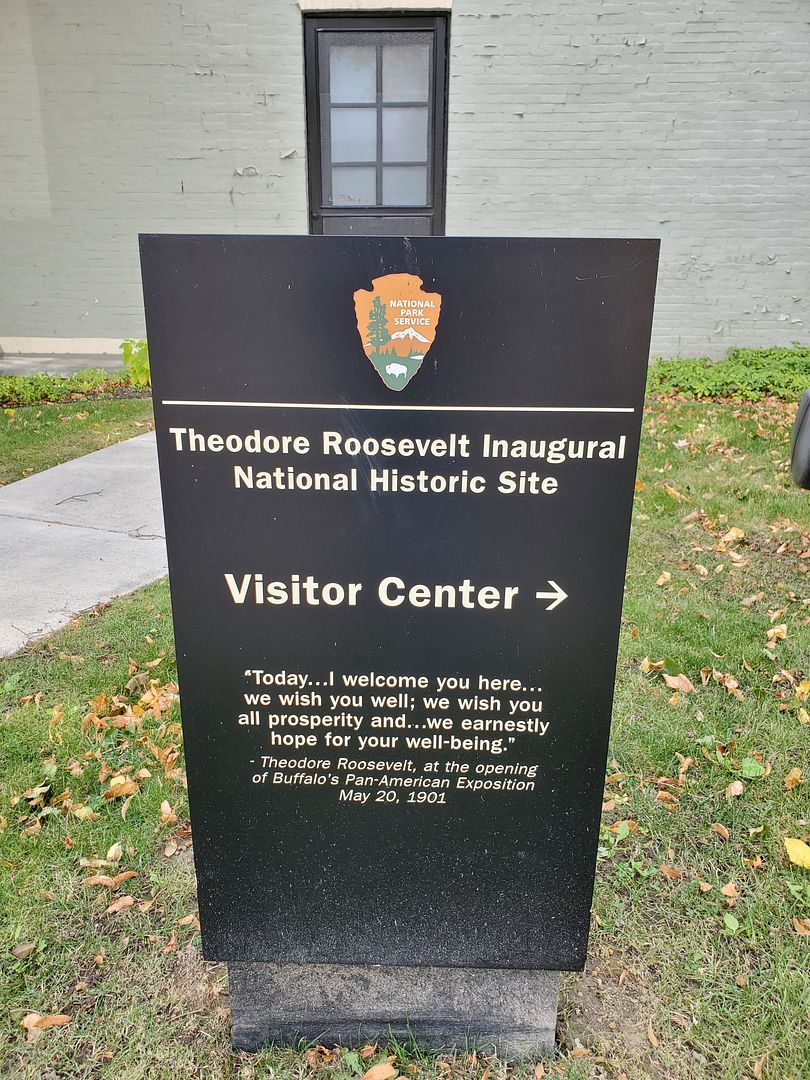 NATIONAL
PARK
SERVICE
Theodore Roosevelt Inaugural
National Historic Site
Visitor Center →
“Today...I welcome you here...
we wish you well; we wish you
all prosperity and...we earnestly
hope for your well-being.”
- Theodore Roosevelt, at the opening
of Buffalo’s Pan-American Exposition
May 20, 1901